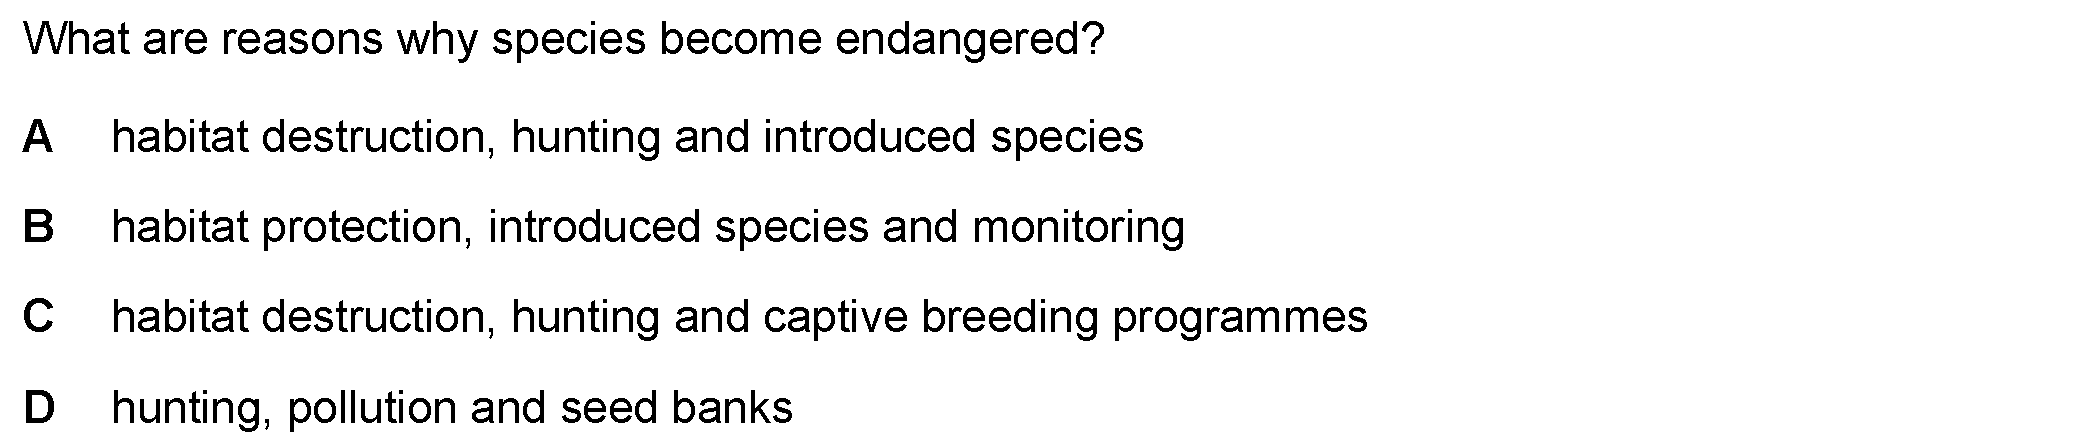 What are reasons why species become endangered?
A habitat destruction, hunting and introduced species
B habitat protection, introduced species and monitoring
C habitat destruction, hunting and captive breeding programmes
D hunting, pollution and seed banks